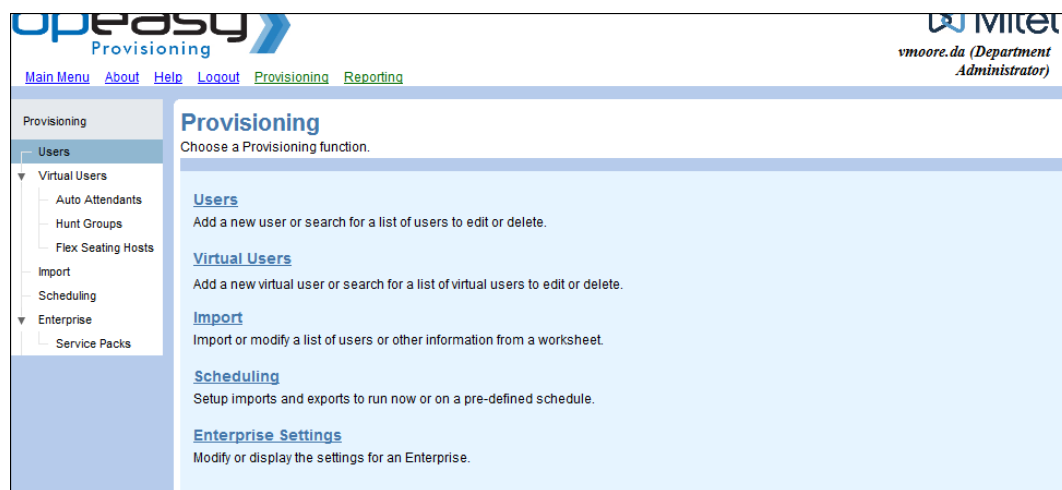 opeasy
Provisioning
Mitel
vmoore.da (Department
Administrator)
Main Menu About Help Logout Provisioning Reporting
Provisioning
Users
Virtual Users
Auto Attendants
Hunt Groups
Flex Seating Hosts
Import
Scheduling
Enterprise
Service Packs
Provisioning
Choose a Provisioning function.
Users
Add a new user or search for a list of users to edit or delete.
Virtual Users
Add a new virtual user or search for a list of virtual users to edit or delete.
Import
Import or modify a list of users or other information from a worksheet.
Scheduling
Setup imports and exports to run now or on a pre-defined schedule.
Enterprise Settings
Modify or display the settings for an Enterprise.